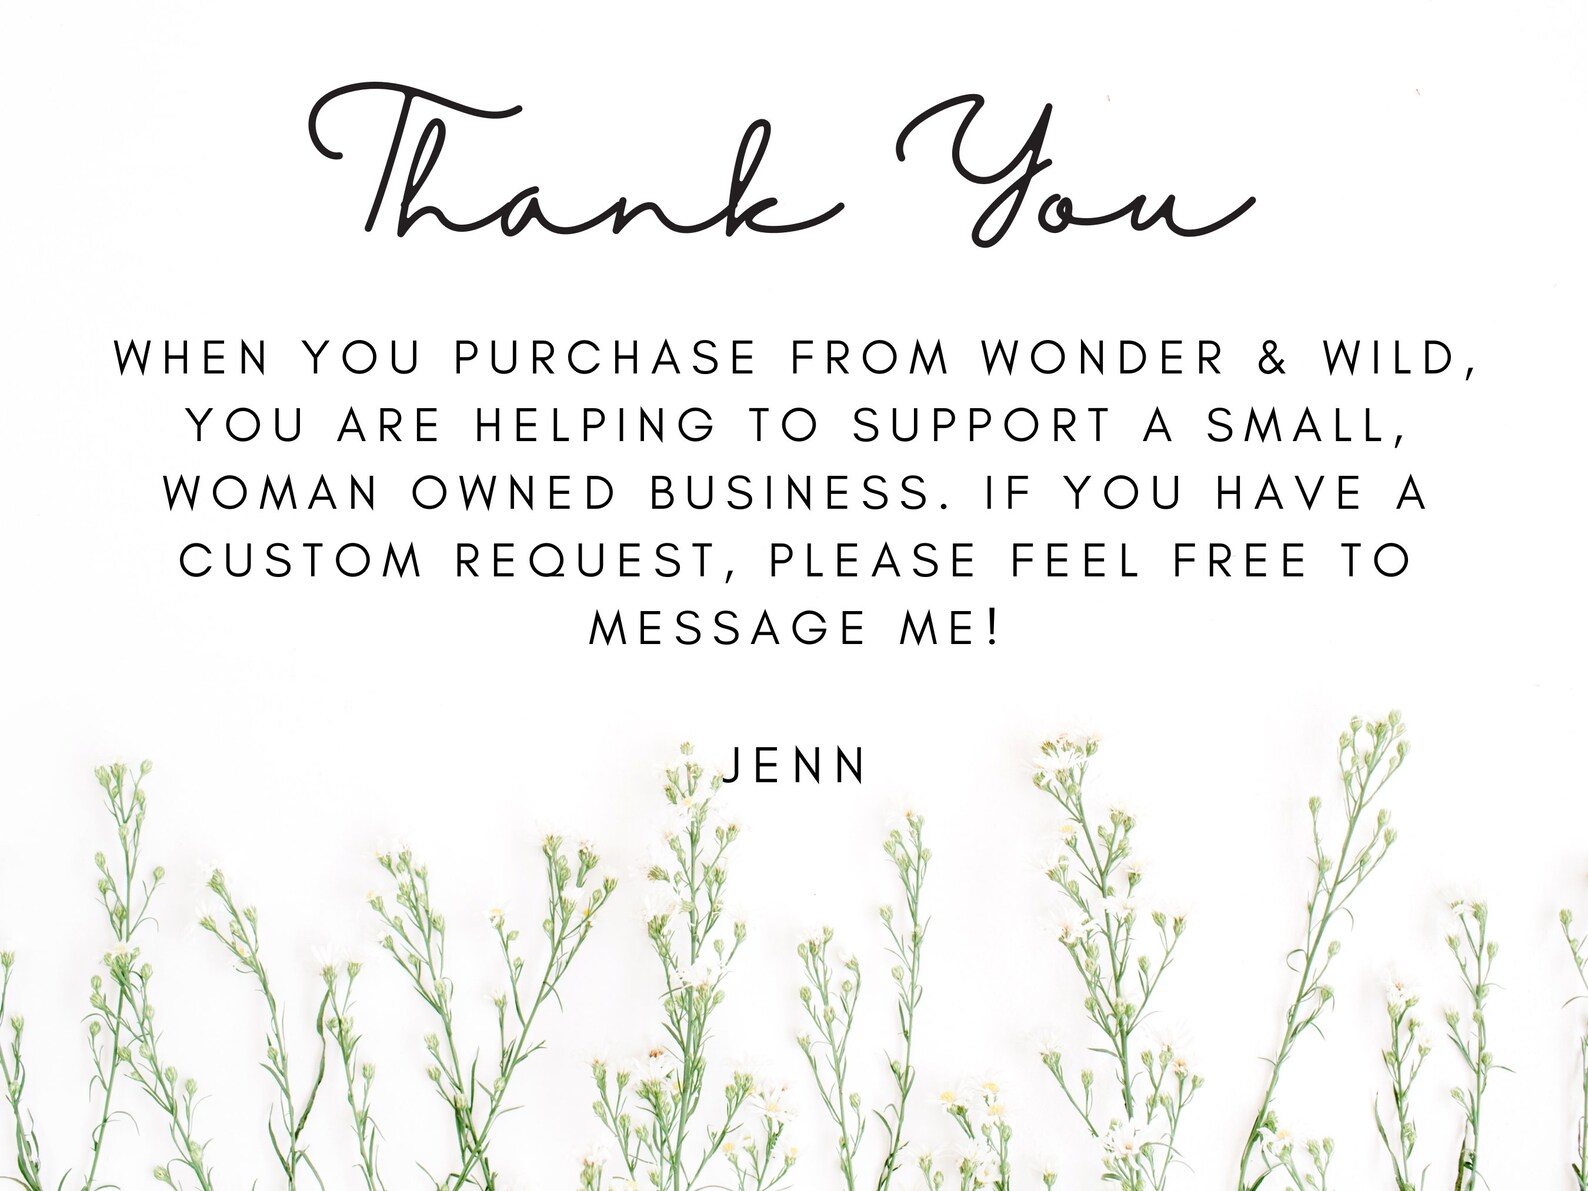 Thank You
WHEN YOU PURCHASE FROM WONDER & WILD,
YOU ARE HELPING TO SUPPORT A SMALL,
WOMAN OWNED BUSINESS. IF YOU HAVE A
CUSTOM REQUEST, PLEASE FEEL FREE TO
MESSAGE ME!
JENN